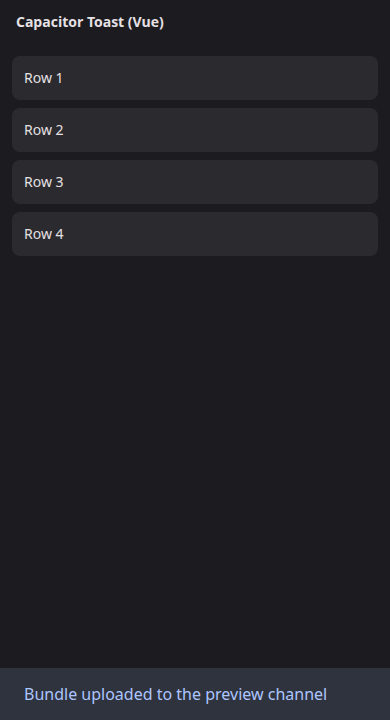 Capacitor Toast (Vue)
Row 1
Row 2
Row 3
Row 4
Bundle uploaded to the preview channel